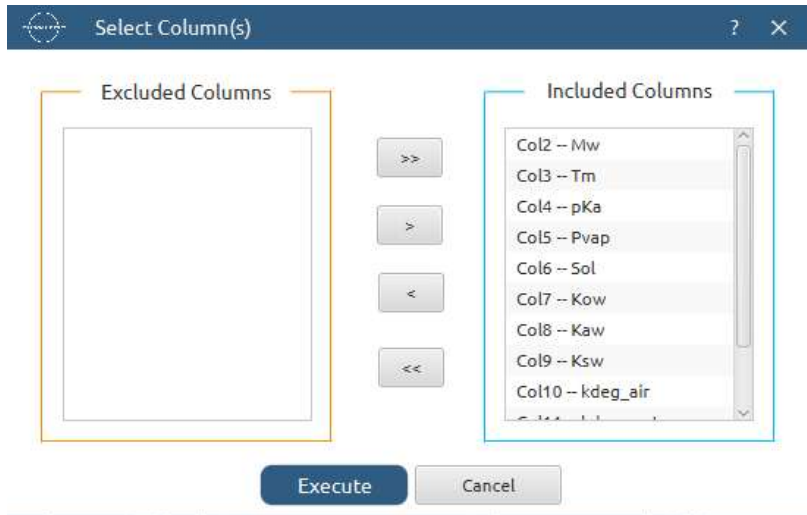 Select Column(s)
?
×
Excluded Columns
Included Columns
>>
>
<
<<
Col2 -- Mw
Col3 -- Tm
Col4 -- pKa
Col5 -- Pvap
Col6 -- Sol
Col7 -- Kow
Col8 -- Kaw
Col9 -- Ksw
Col10 -- kdeg_air
Execute
Cancel